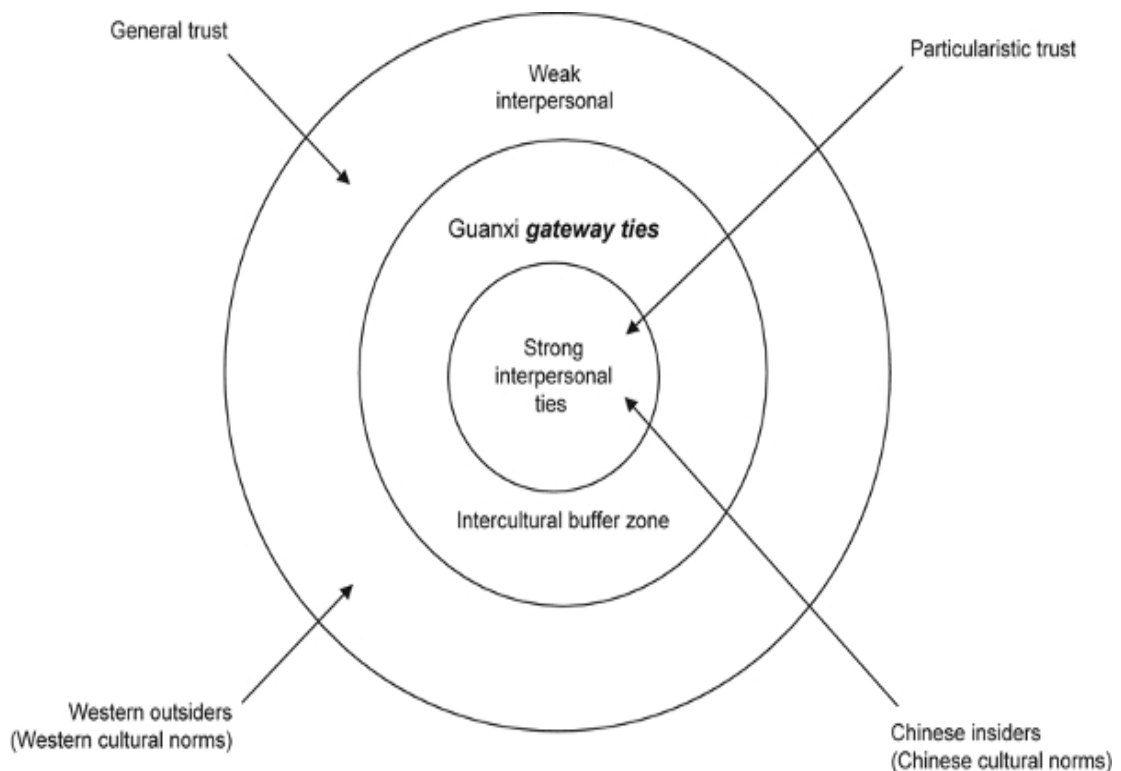 General trust
Particularistic trust
Weak
interpersonal
Guanxi gateway ties
Strong
interpersonal
ties
Intercultural buffer zone
Western outsiders
(Western cultural norms)
Chinese insiders
(Chinese cultural norms)